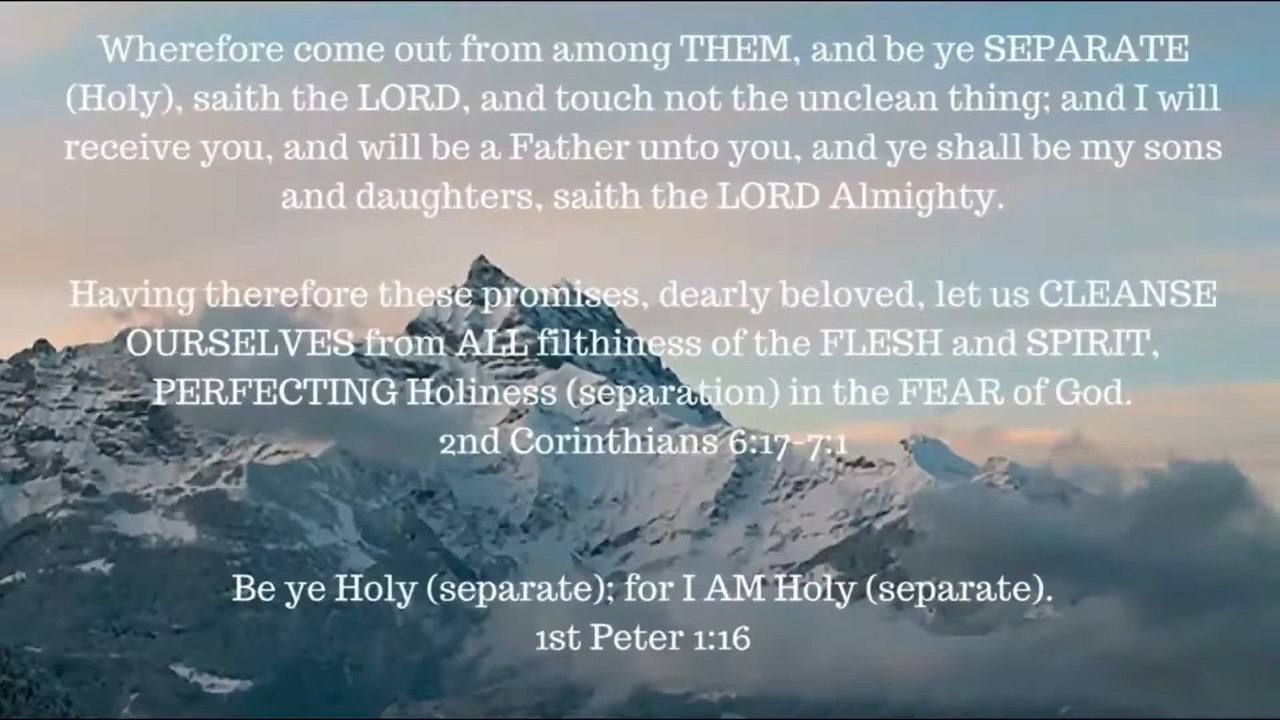 Wherefore come out from among THEM, and be ye SEPARATE
(Holy), saith the LORD, and touch not the unclean thing; and I will
receive you, and will be a Father unto you, and ye shall be my sons
and daughters, saith the LORD Almighty.
Having therefore these promises, dearly beloved, let us CLEANSE
OURSELVES from ALL filthiness of the FLESH and SPIRIT,
PERFECTING Holiness (separation) in the FEAR of God.
2nd Corinthians 6:17-7:1
Be ye Holy (separate); for I AM Holy (separate).
1st Peter 1:16